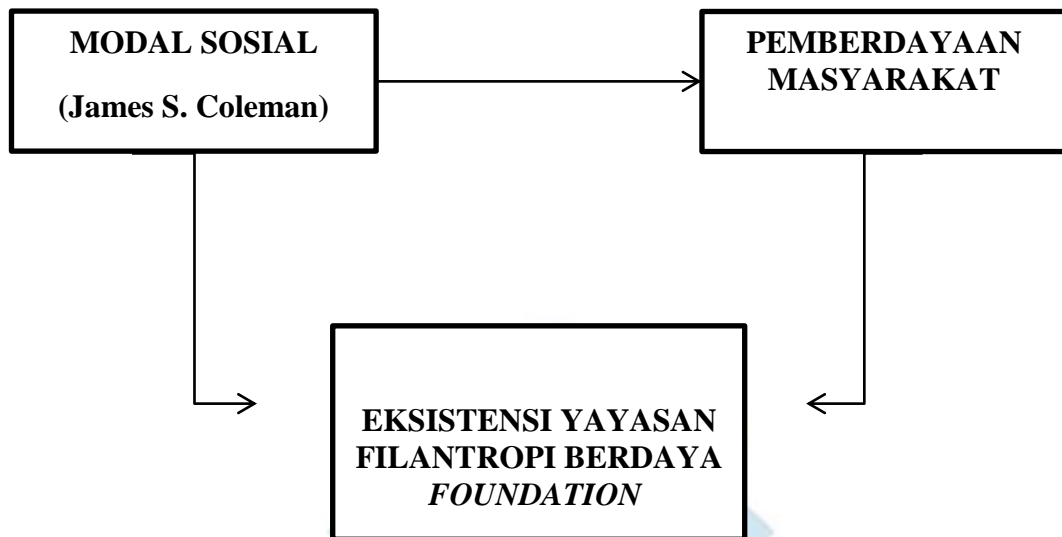 MODAL SOSIAL
(James S. Coleman)
PEMBERDAYAAN
MASYARAKAT
EKSISTENSI YAYASAN
FILANTROPI BERDAYA
FOUNDATION